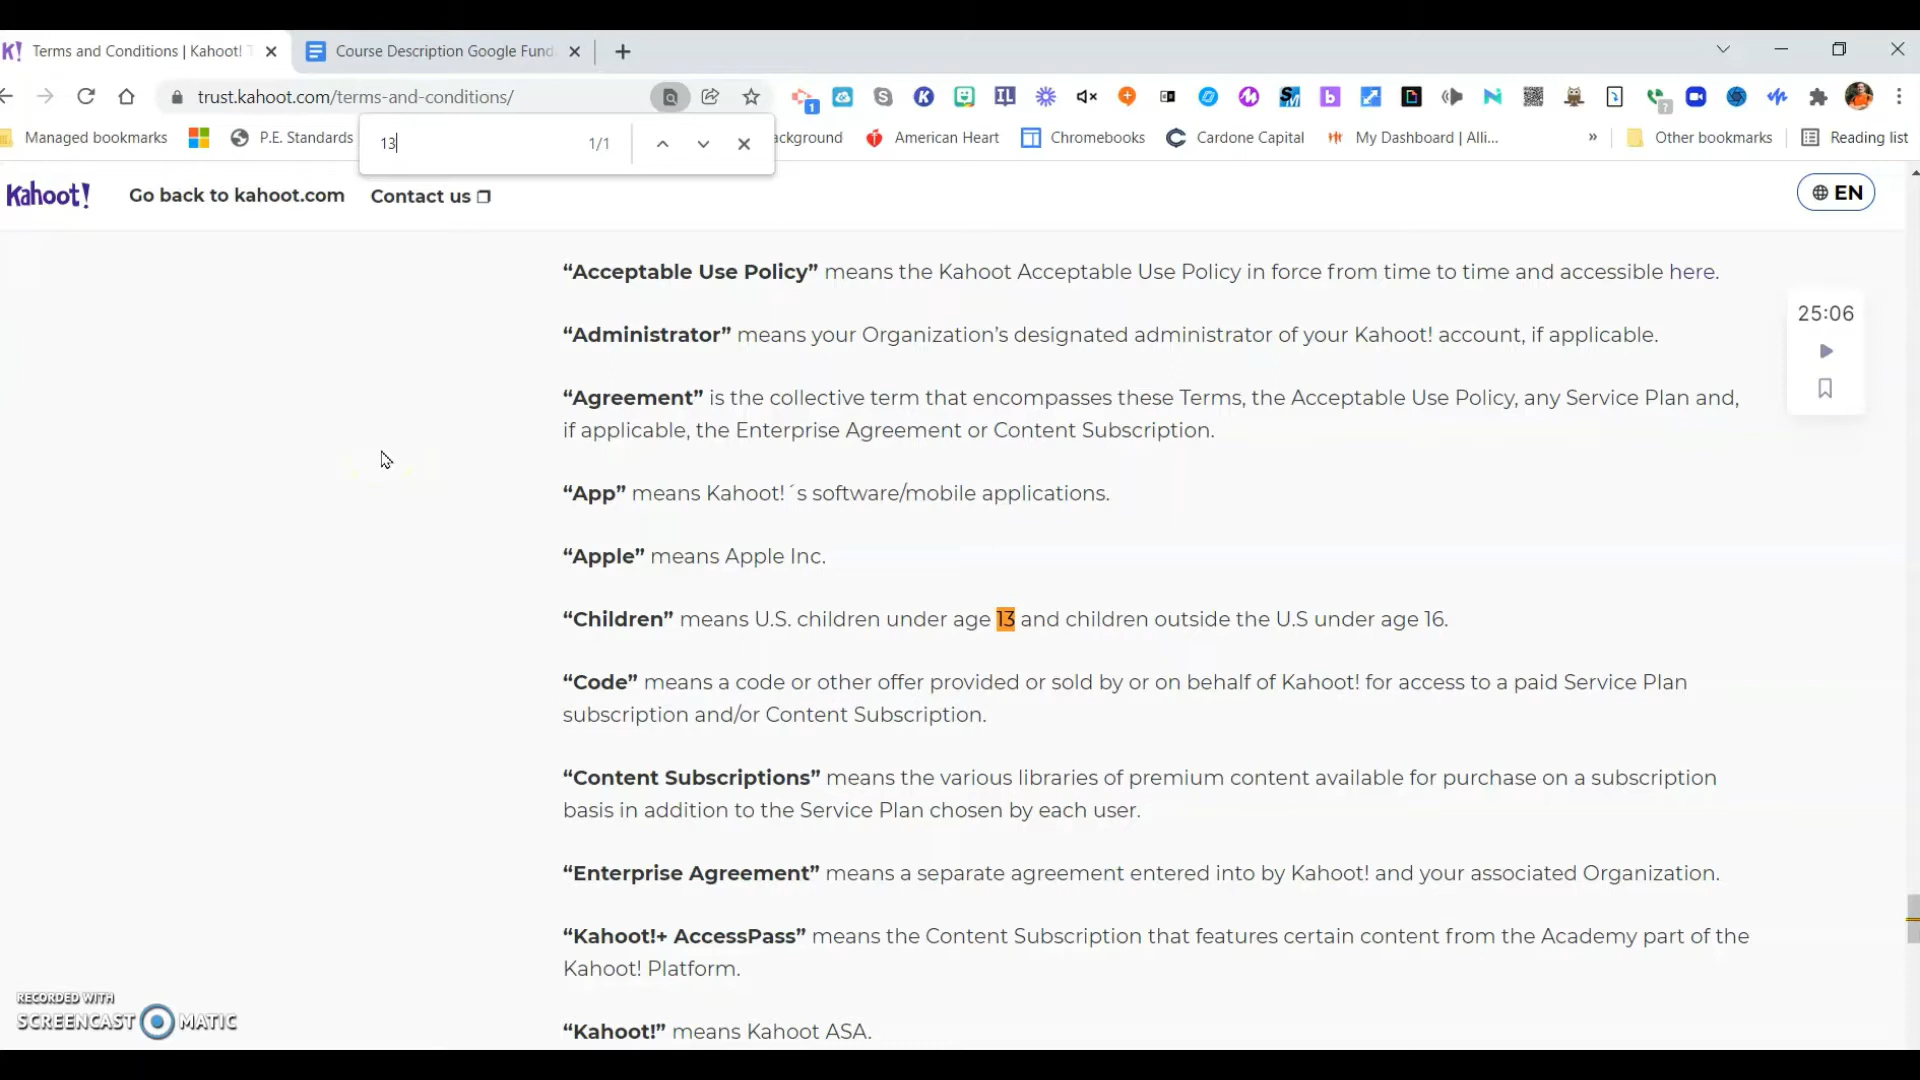 Terms and Conditions | Kahoot! T
Course Description Google Fund
trust.kahoot.com/terms-and-conditions/
Managed bookmarks
P.E. Standards
ackground
American Heart
Chromebooks
Cardone Capital
My Dashboard | Alli...
»
Other bookmarks
Reading list
13
1/1
Kahoot!
Go back to kahoot.com
Contact us
EN
“Acceptable Use Policy” means the Kahoot Acceptable Use Policy in force from time to time and accessible here.
“Administrator” means your Organization’s designated administrator of your Kahoot! account, if applicable.
“Agreement” is the collective term that encompasses these Terms, the Acceptable Use Policy, any Service Plan and,
if applicable, the Enterprise Agreement or Content Subscription.
“App” means Kahoot!´s software/mobile applications.
“Apple” means Apple Inc.
“Children” means U.S. children under age 13 and children outside the U.S under age 16.
“Code” means a code or other offer provided or sold by or on behalf of Kahoot! for access to a paid Service Plan
subscription and/or Content Subscription.
“Content Subscriptions” means the various libraries of premium content available for purchase on a subscription
basis in addition to the Service Plan chosen by each user.
“Enterprise Agreement” means a separate agreement entered into by Kahoot! and your associated Organization.
“Kahoot!+ AccessPass” means the Content Subscription that features certain content from the Academy part of the
Kahoot! Platform.
“Kahoot!” means Kahoot ASA.
25:06
RECORDED WITH
SCREENCAST MATIC